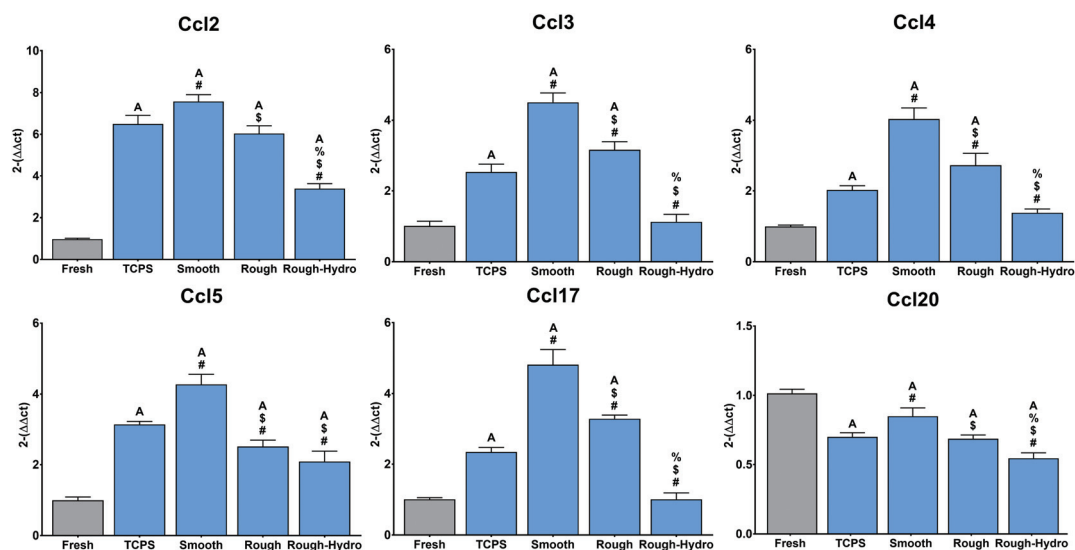 Ccl2
2-(ΔΔct)
10
8
6
4
2
0
A
A
#
A
$
A
%
$
#
Fresh TCPS Smooth Rough Rough-Hydro
Ccl3
2-(ΔΔct)
6
4
2
0
A
A
#
A
$
#
%
$
#
Fresh TCPS Smooth Rough Rough-Hydro
Ccl4
2-(ΔΔct)
6
4
2
0
A
A
#
A
$
#
%
$
#
Fresh TCPS Smooth Rough Rough-Hydro
Ccl5
2-(ΔΔct)
6
4
2
0
A
A
#
A
$
#
A
$
#
Fresh TCPS Smooth Rough Rough-Hydro
Ccl17
2-(ΔΔct)
6
4
2
0
A
A
#
A
$
#
%
$
#
Fresh TCPS Smooth Rough Rough-Hydro
Ccl20
2-(ΔΔct)
1.5
1.0
0.5
0.0
A
A
#
A
$
A
%
$
#
Fresh TCPS Smooth Rough Rough-Hydro